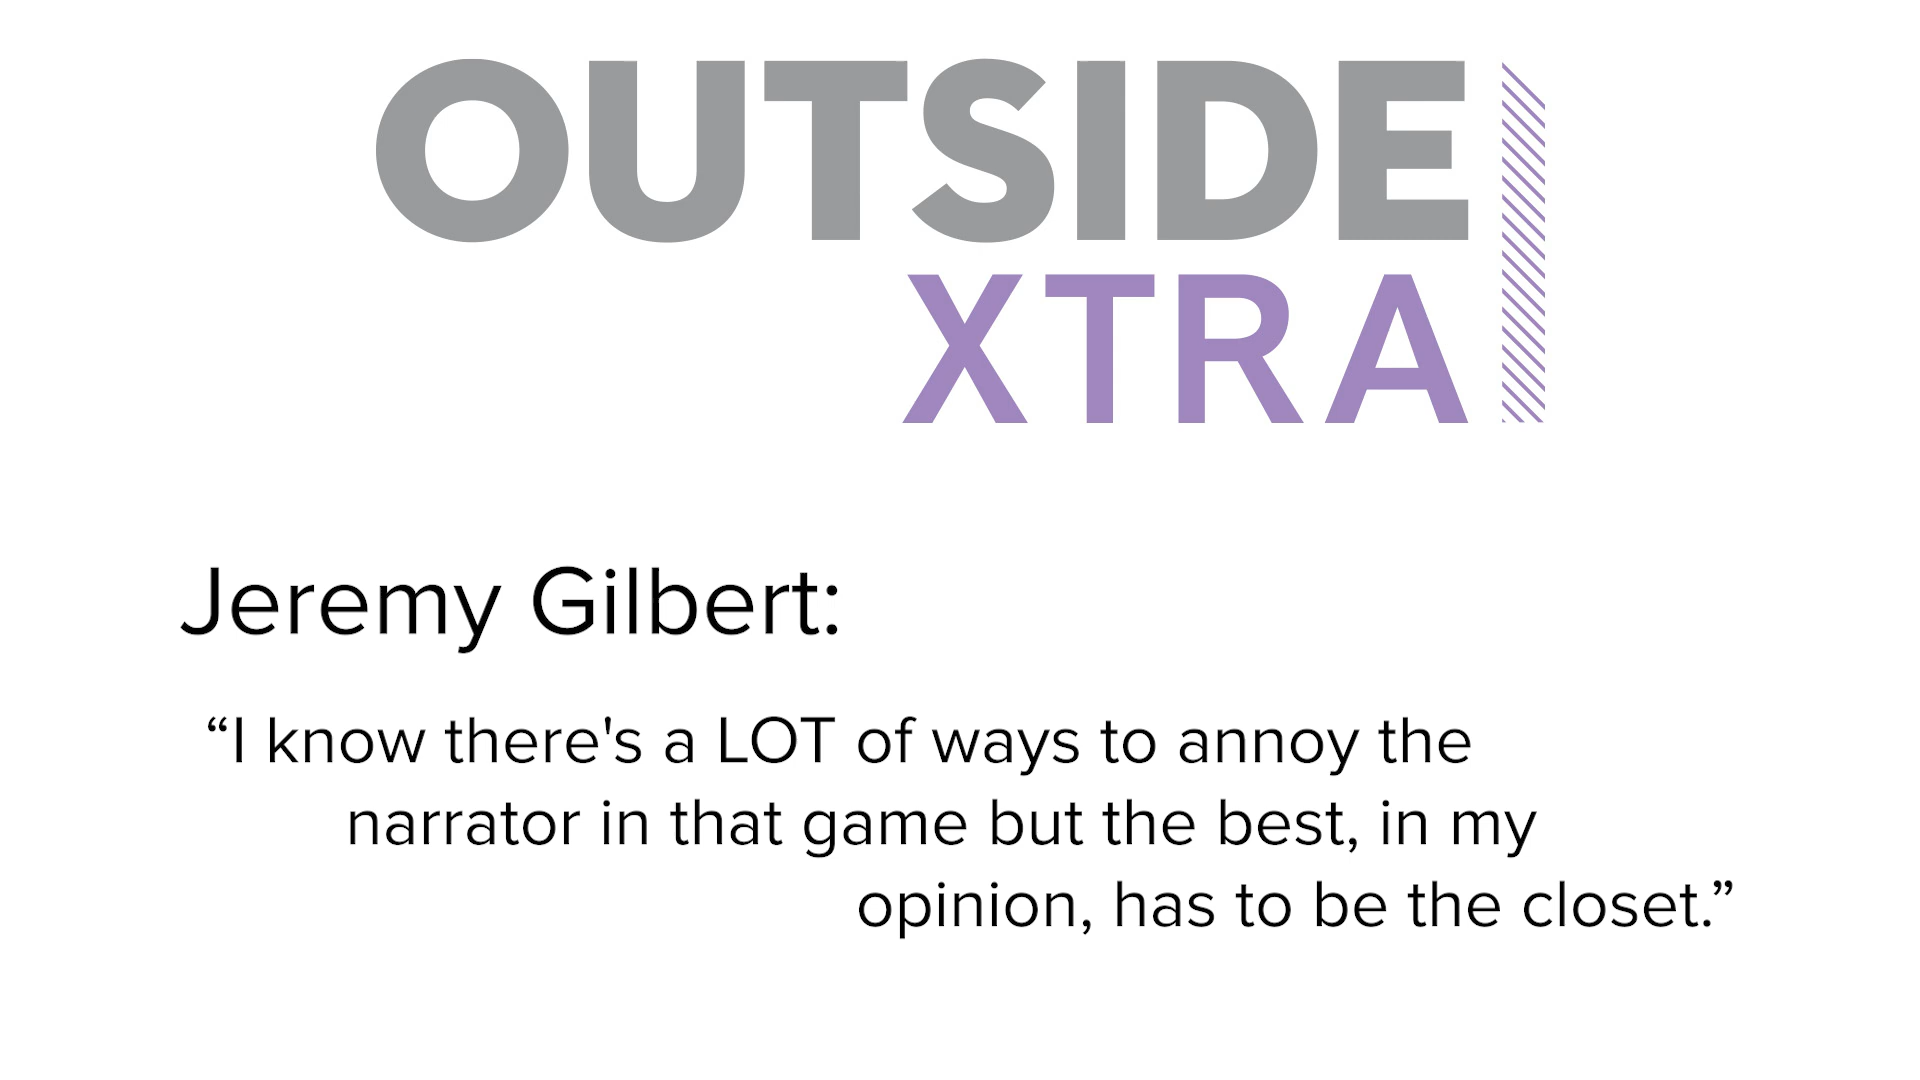 OUTSIDE
XTRA
Jeremy Gilbert:
“I know there's a LOT of ways to annoy the
narrator in that game but the best, in my
opinion, has to be the closet.”